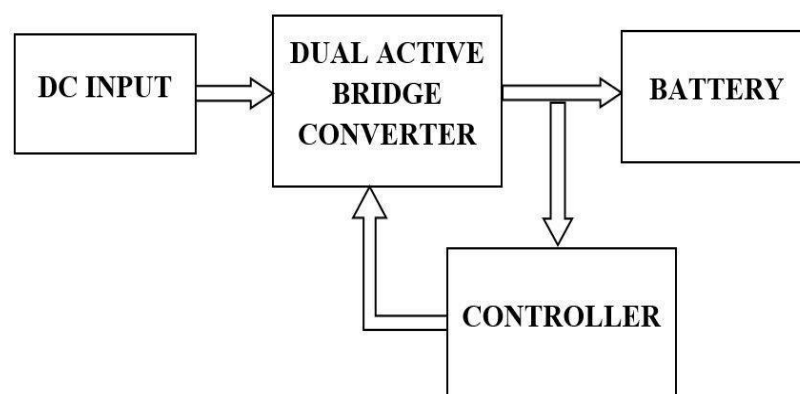 DC INPUT
DUAL ACTIVE
BRIDGE
CONVERTER
BATTERY
CONTROLLER